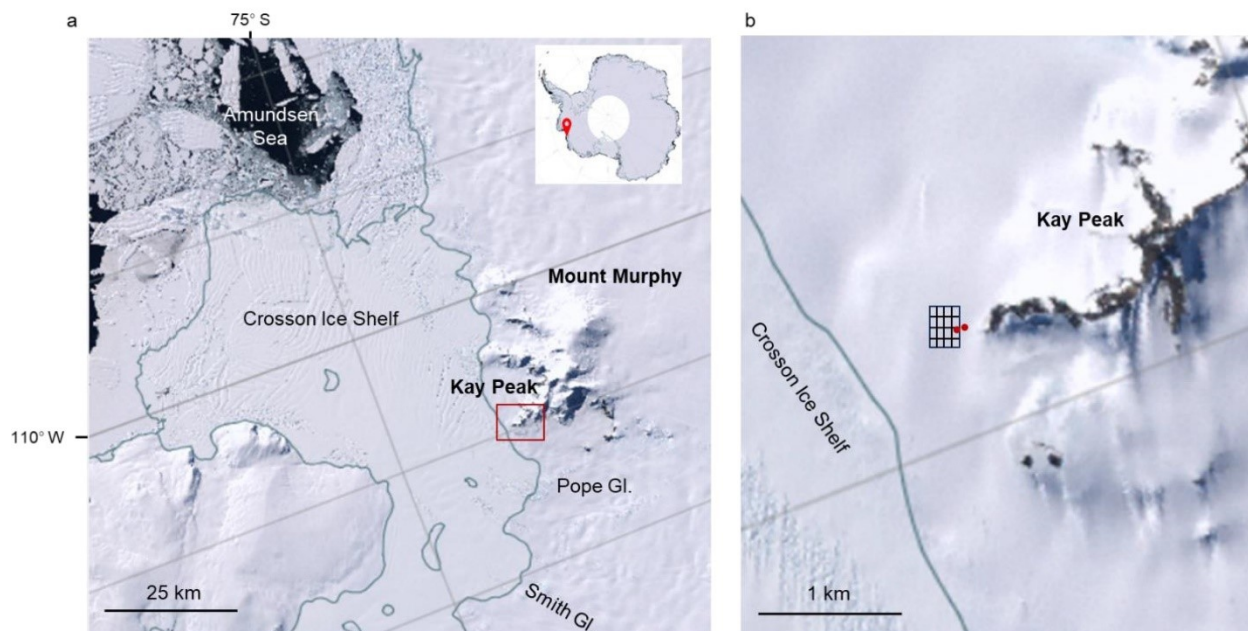 a
75° S
Amundsen
Sea
Crosson Ice Shelf
Mount Murphy
Kay Peak
110° W
Pope Gl.
25 km
Smith Gl
b
Kay Peak
Crosson Ice Shelf
1 km